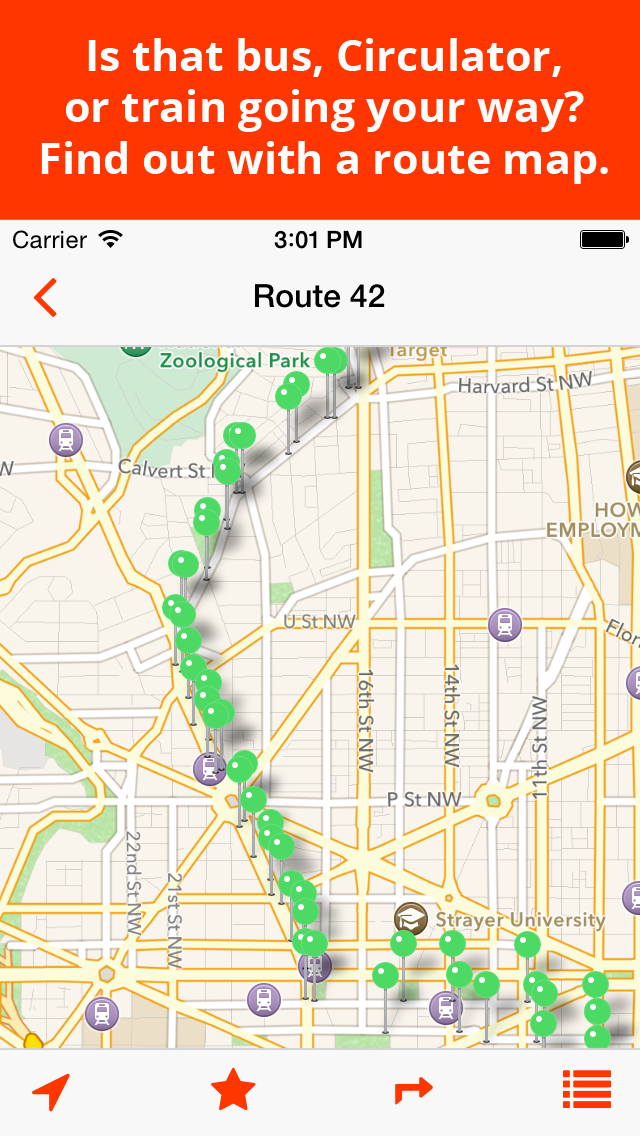 Is that bus, Circulator,
or train going your way?
Find out with a route map.
Carrier
3:01 PM
Route 42
Zoological Park
Target
Harvard St NW
W
Calvert St
HOW
EMPLOYM
U St NW
Flor
16th St NW
14th St NW
11th St NW
P St NW
22nd St NW
21st St NW
Strayer University